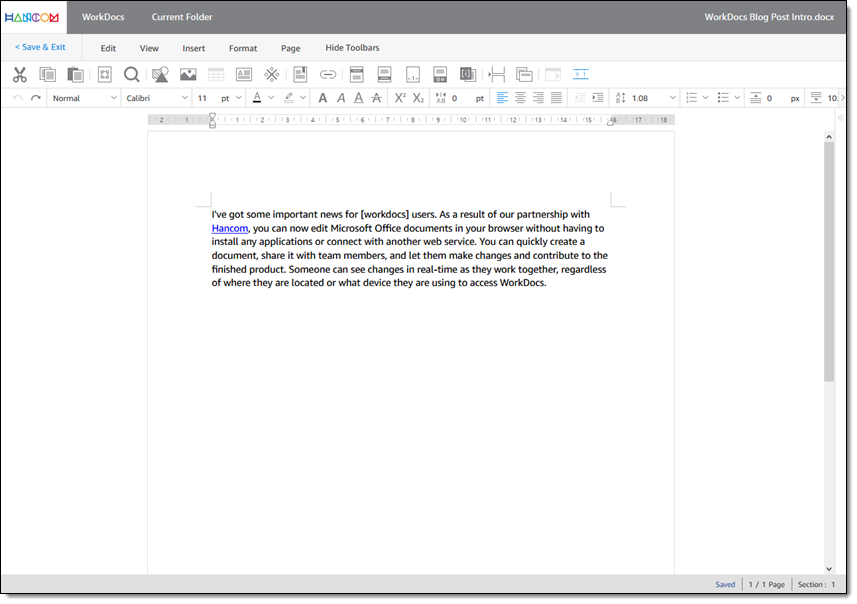 HANCOM WorkDocs Current Folder WorkDocs Blog Post Intro.docx
< Save & Exit Edit View Insert Format Page Hide Toolbars
Normal Calibri 11 pt A A A A A X² X₂ AB 0 pt 1.08 0 px 10.
2 1 1 2 3 4 5 6 7 8 9 10 11 12 13 14 15 16 17 18
I've got some important news for [workdocs] users. As a result of our partnership with
Hancom, you can now edit Microsoft Office documents in your browser without having to
install any applications or connect with another web service. You can quickly create a
document, share it with team members, and let them make changes and contribute to the
finished product. Someone can see changes in real-time as they work together, regardless
of where they are located or what device they are using to access WorkDocs.
Saved 1 / 1 Page Section : 1